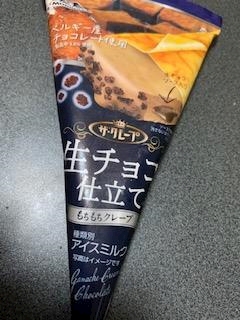 ベルギー産
チョコレート使用
ザ・クレープ
生チョコ
仕立て
もちもちクレープ
種類別
アイスミルク
写真はイメージです
Ganache Cream
Chocolate